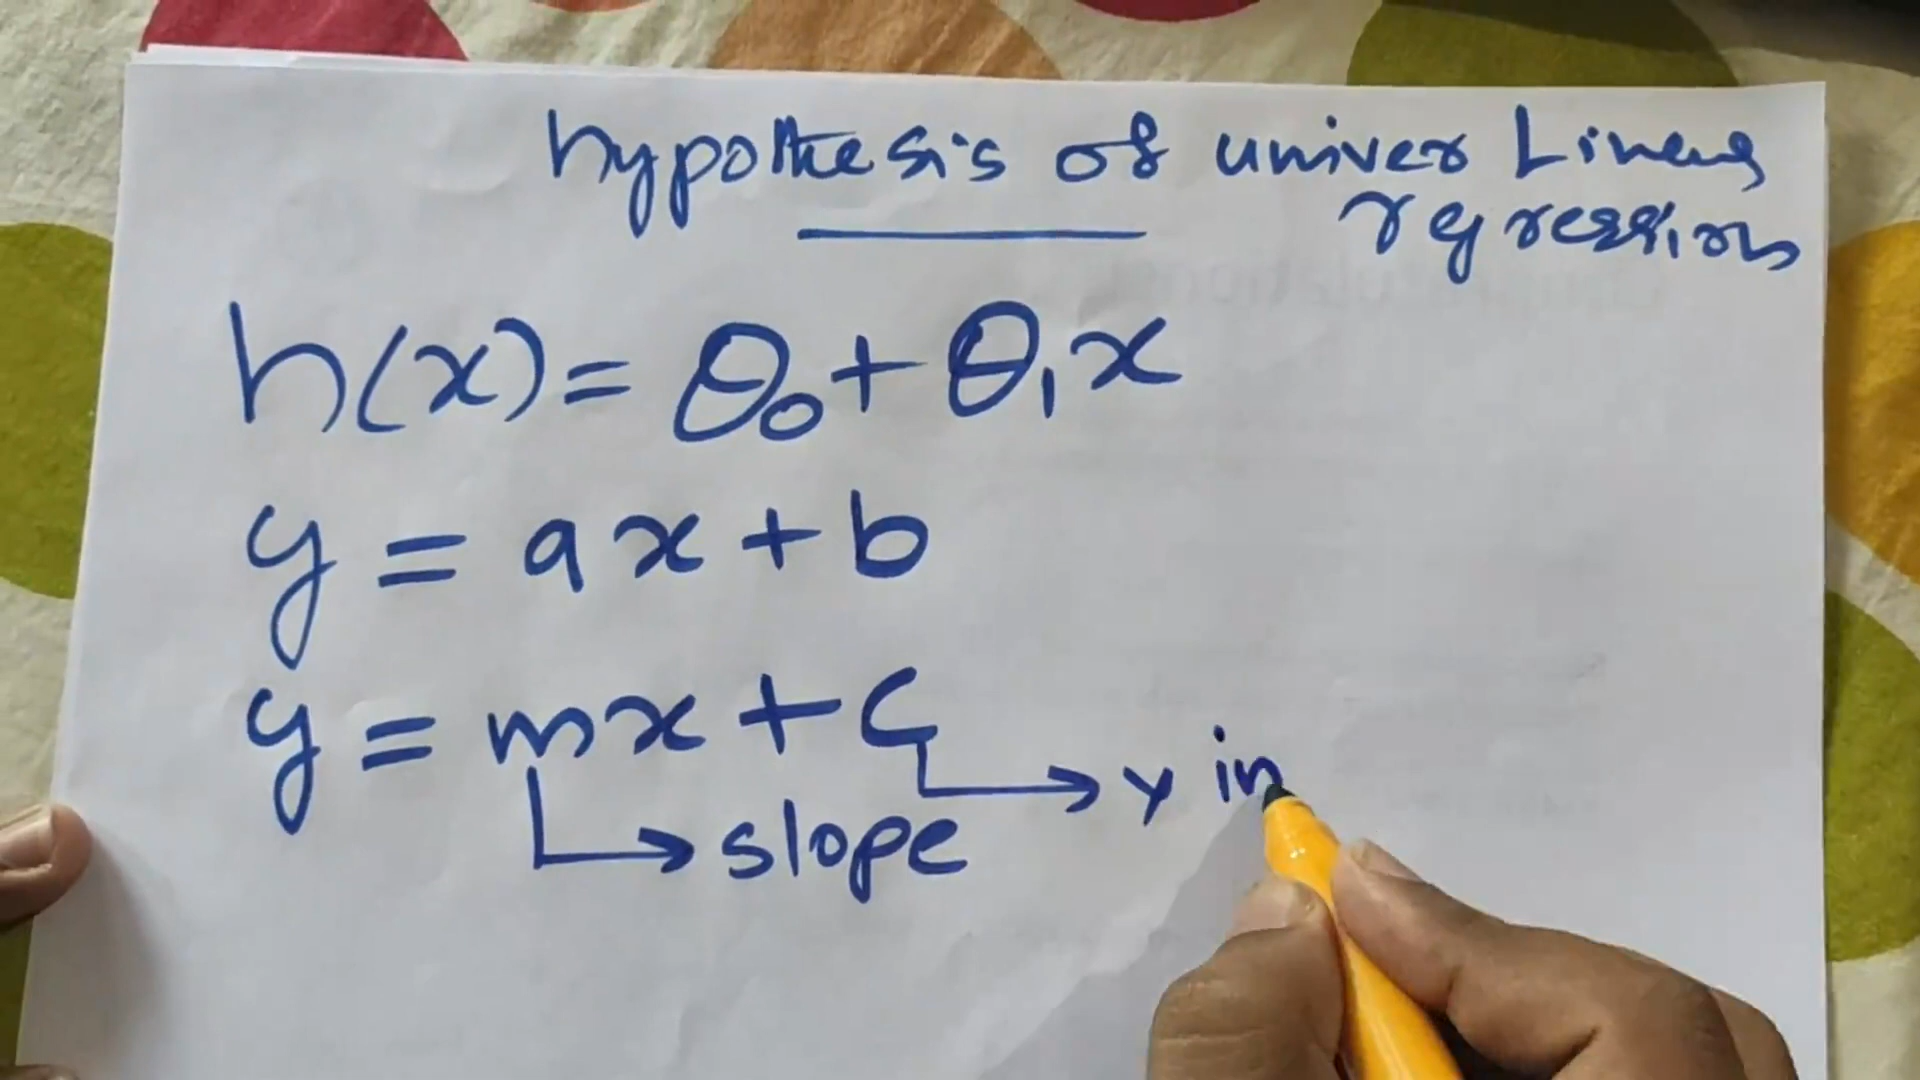 hypothesis of univer Linear
regression
h(x) = θ₀ + θ₁x
y = ax + b
y = mx + c
y in
slope